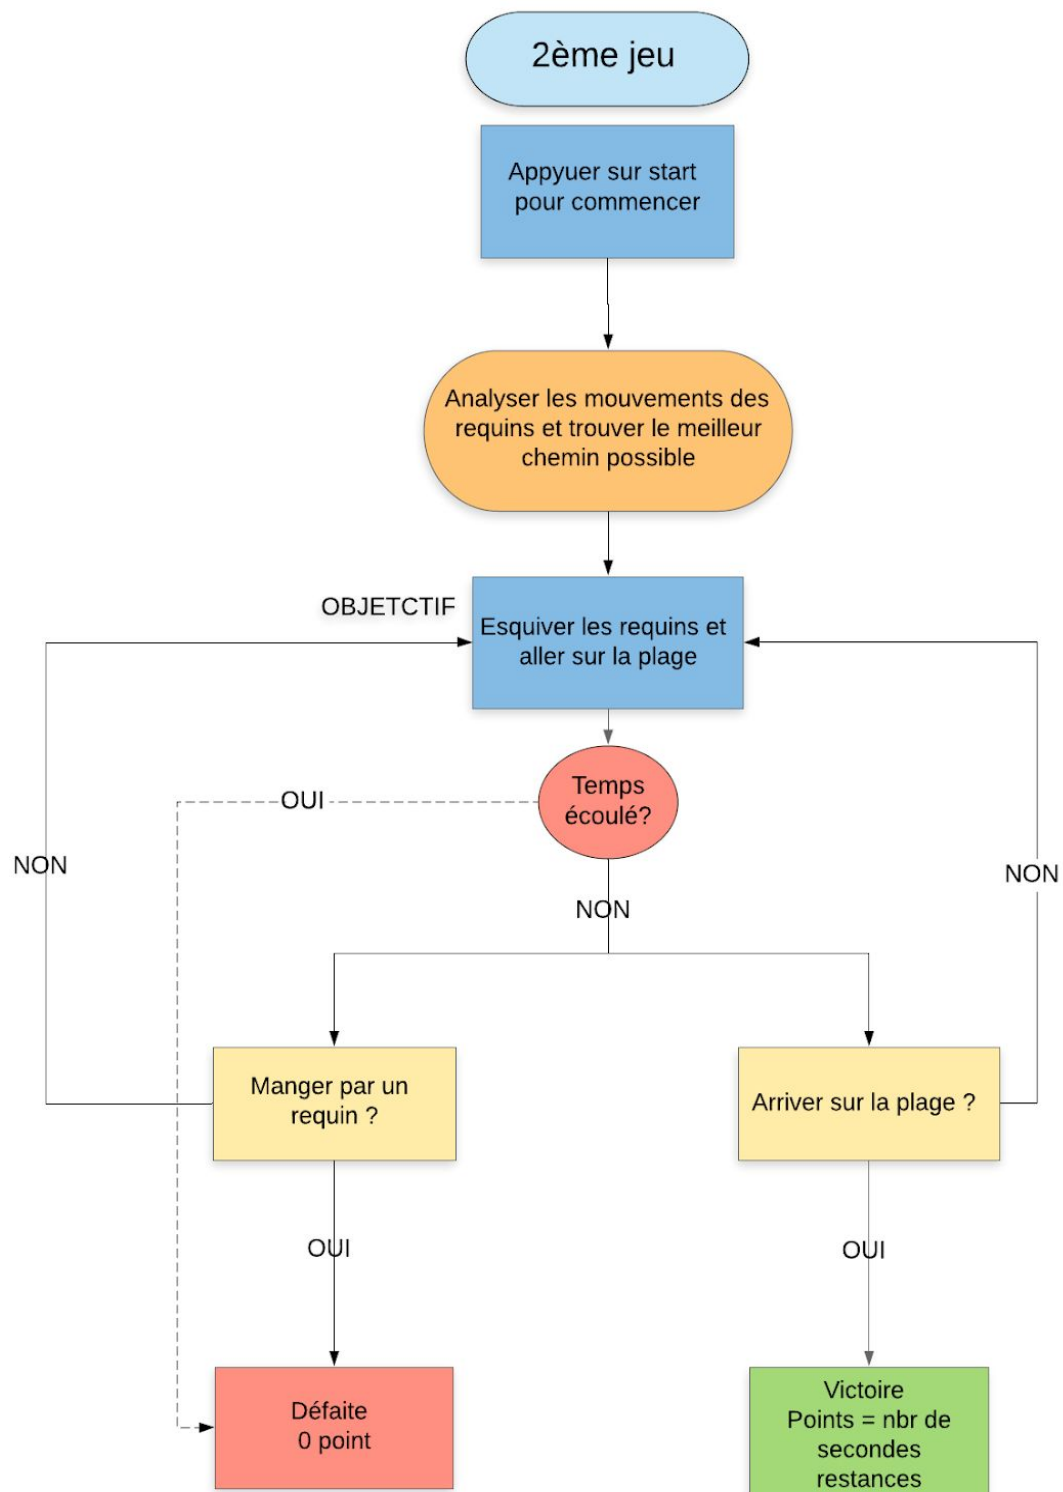 2ème jeu
Appyuer sur start
pour commencer
Analyser les mouvements des
requins et trouver le meilleur
chemin possible
OBJETCTIF
Esquiver les requins et
aller sur la plage
Temps
écoulé?
OUI
NON
NON
NON
Manger par un
requin ?
Arriver sur la plage ?
OUI
OUI
Défaite
0 point
Victoire
Points = nbr de
secondes
restances